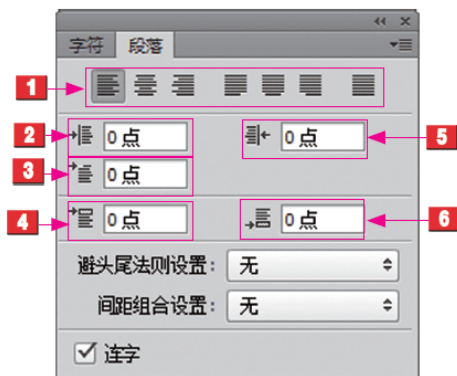 字符 段落
1
2 0点 0点 5
3 0点
4 0点 0点 6
避头尾法则设置: 无
间距组合设置: 无
连字